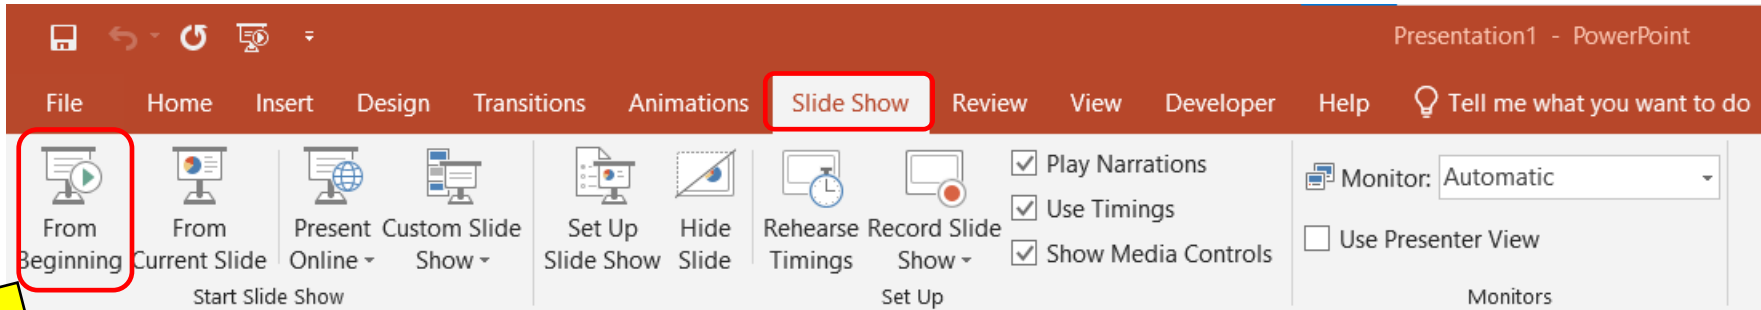 Presentation1 - PowerPoint
File Home Insert Design Transitions Animations Slide Show Review View Developer Help Tell me what you want to do
From Beginning
From Current Slide
Present Online
Custom Slide Show
Set Up Slide Show
Hide Slide
Rehearse Timings
Record Slide Show
Play Narrations
Use Timings
Show Media Controls
Monitor: Automatic
Use Presenter View
Start Slide Show
Set Up
Monitors